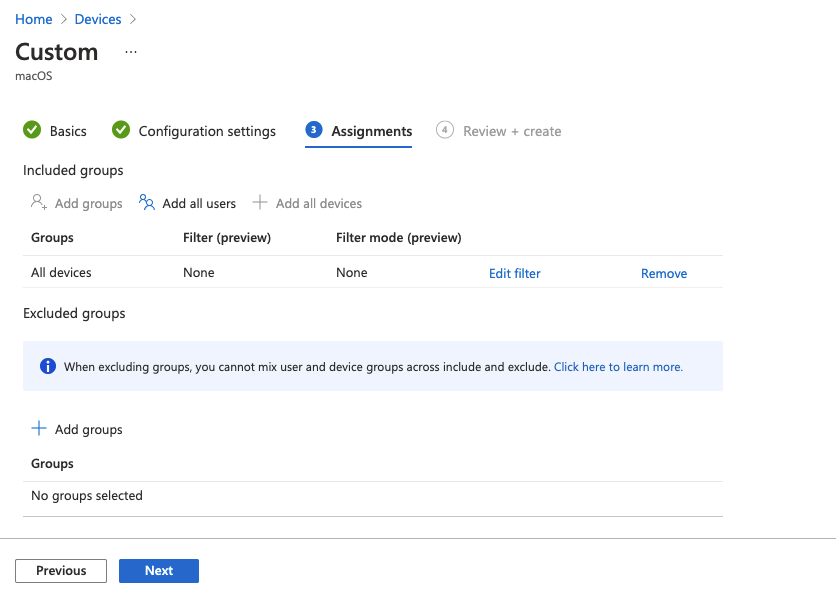 Home > Devices >
Custom ...
macOS
Basics Configuration settings 3 Assignments 4 Review + create
Included groups
Add groups Add all users Add all devices
Groups Filter (preview) Filter mode (preview)
All devices None None Edit filter Remove
Excluded groups
When excluding groups, you cannot mix user and device groups across include and exclude. Click here to learn more.
Add groups
Groups
No groups selected
Previous Next